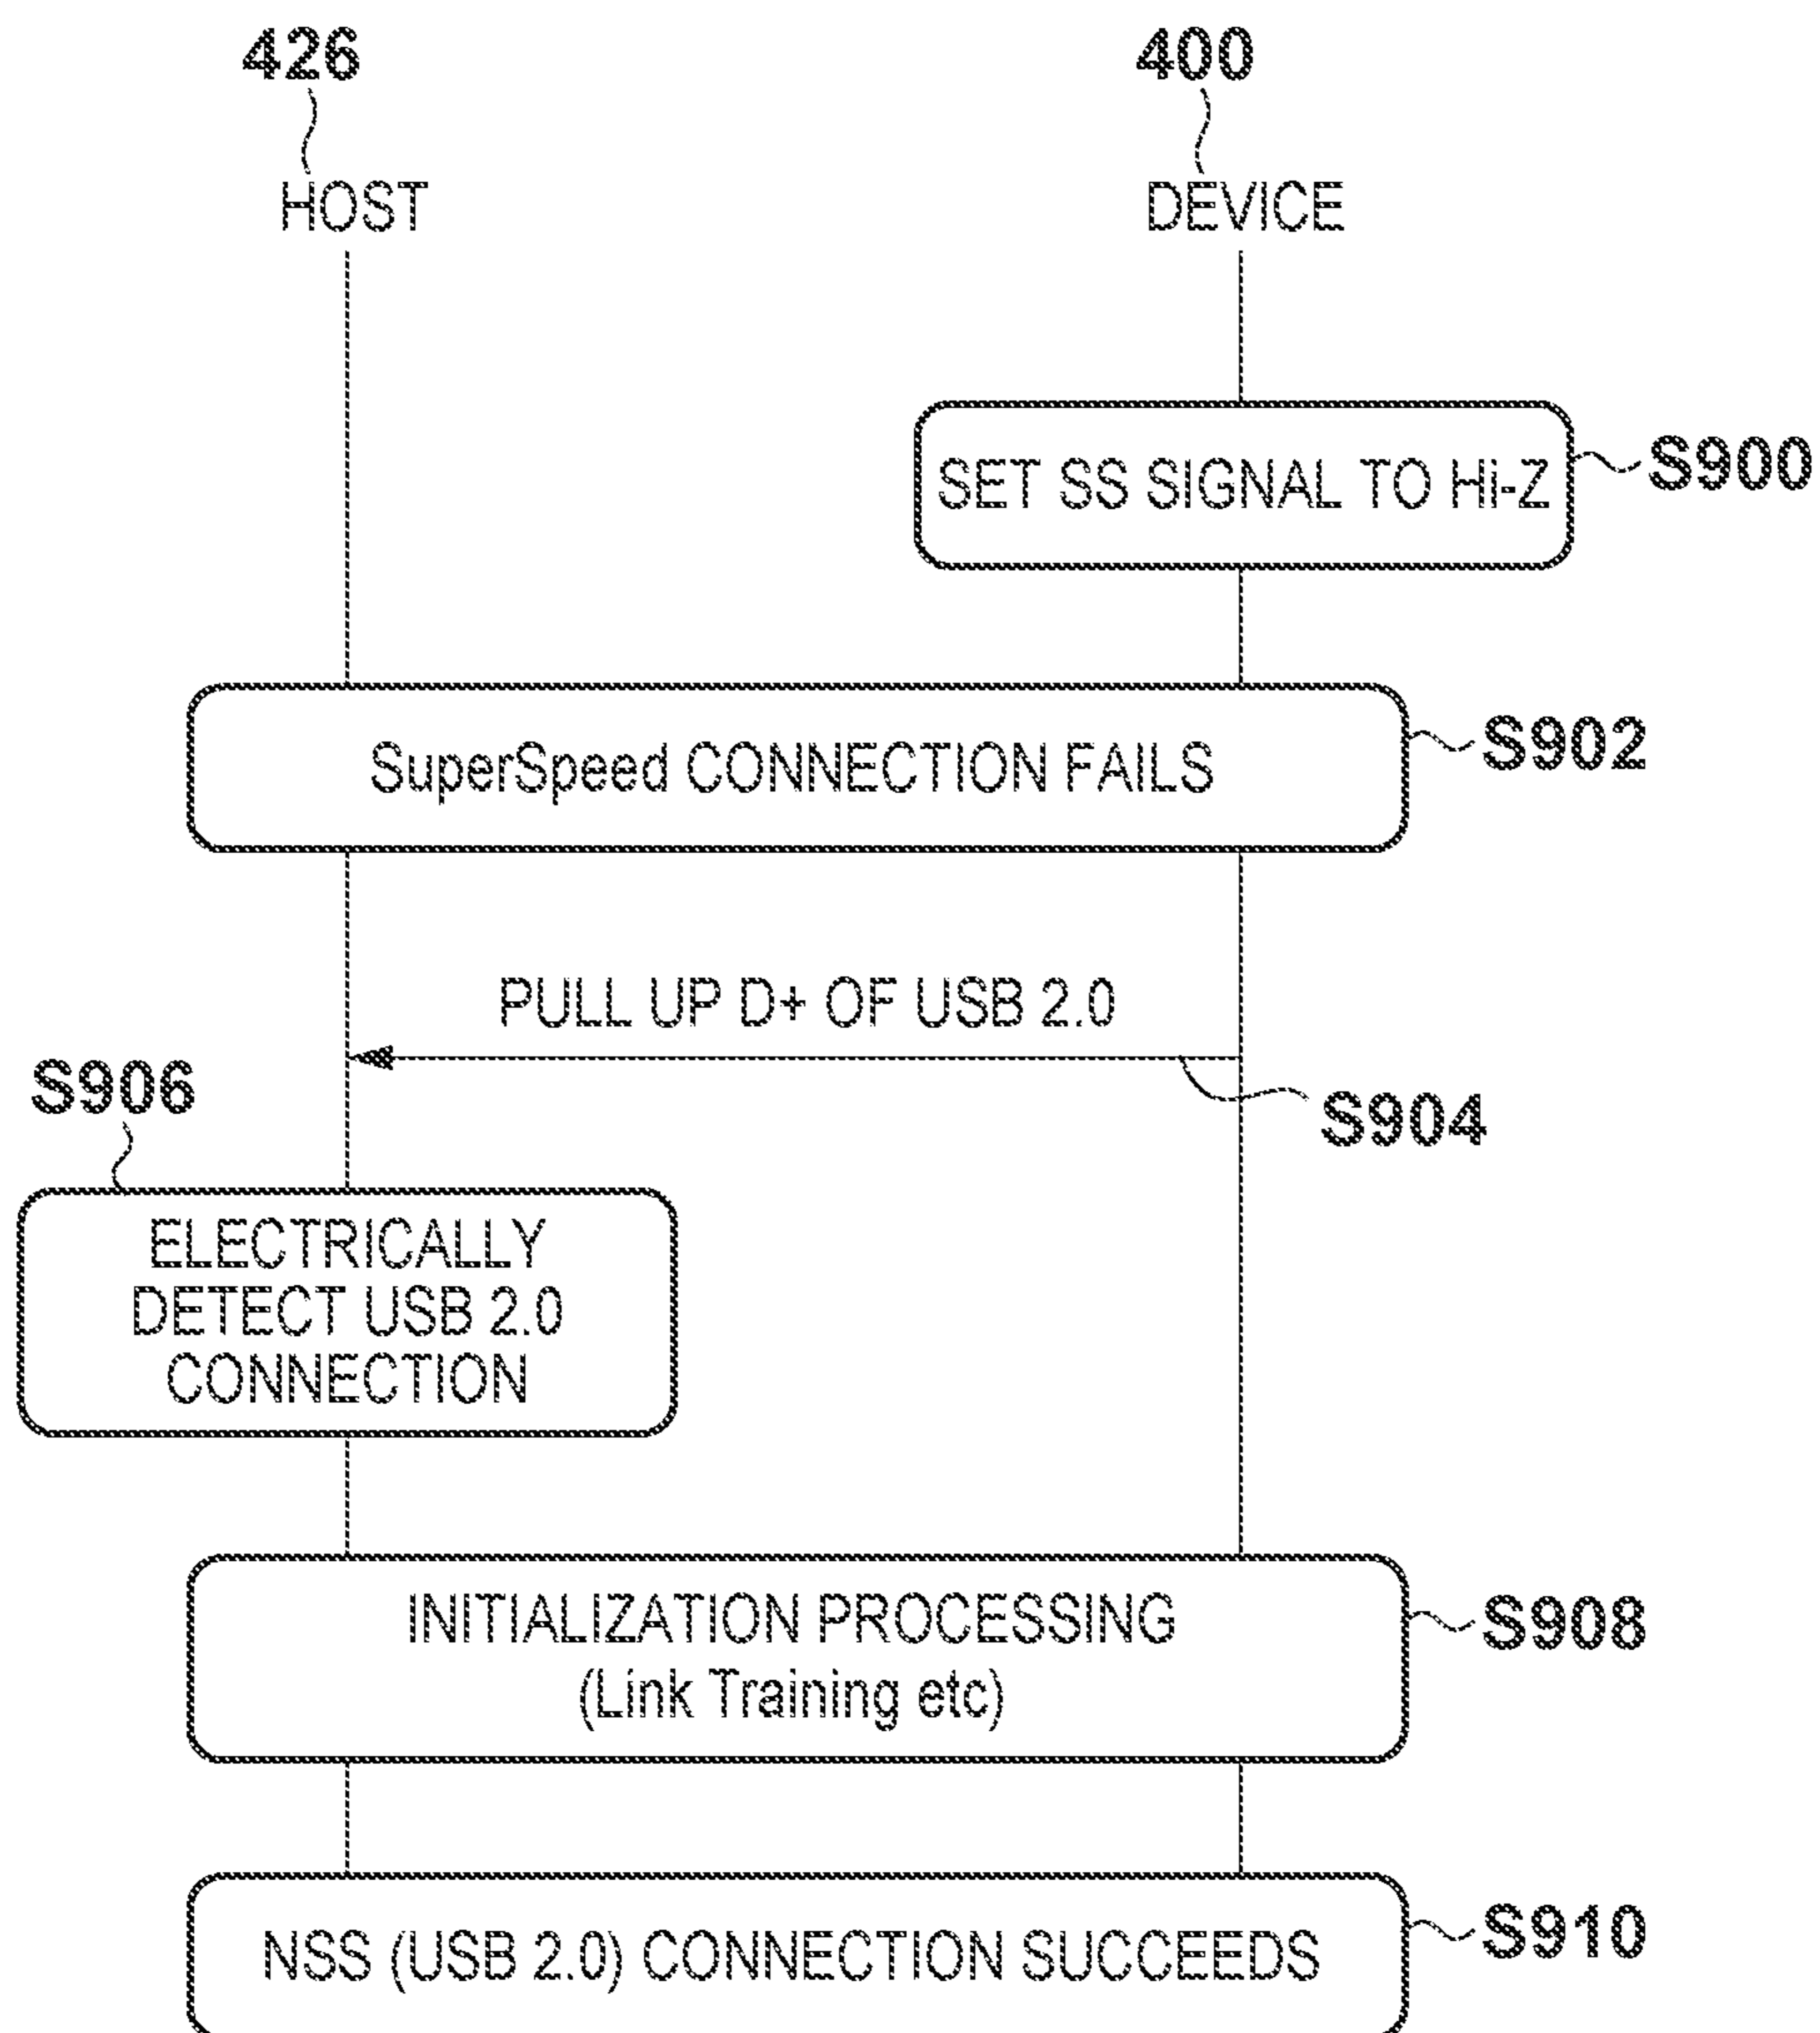 426
400
HOST
DEVICE
SET SS SIGNAL TO Hi-Z
S900
SuperSpeed CONNECTION FAILS
S902
PULL UP D+ OF USB 2.0
S904
S906
ELECTRICALLY
DETECT USB 2.0
CONNECTION
INITIALIZATION PROCESSING
(Link Training etc)
S908
NSS (USB 2.0) CONNECTION SUCCEEDS
S910